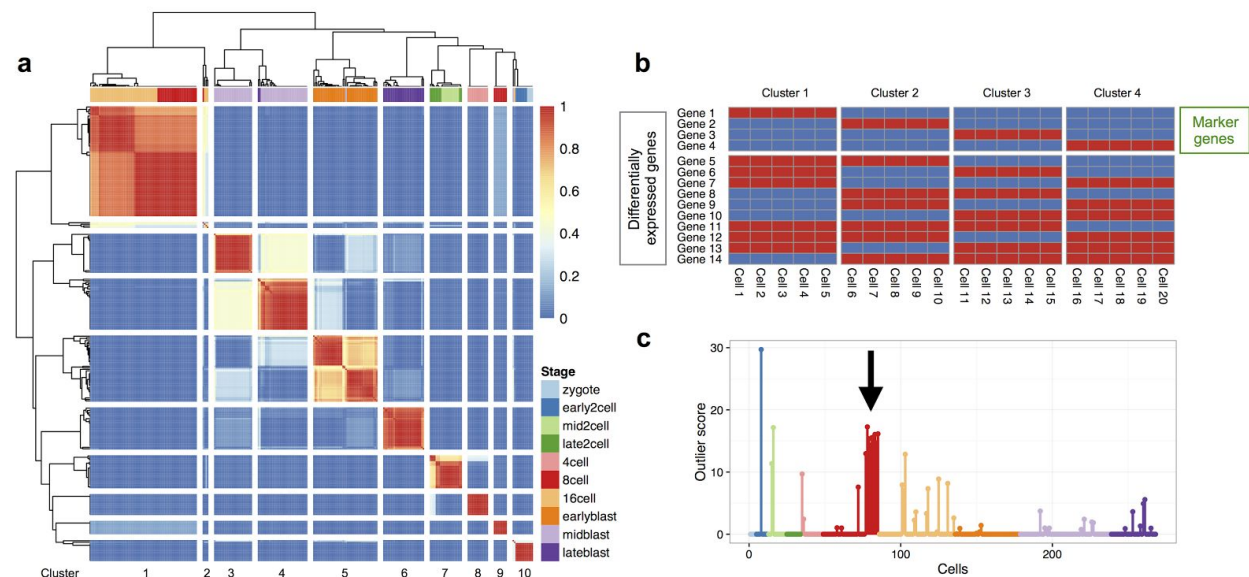 a
1
0.8
0.6
0.4
0.2
0
Stage
zygote
early2cell
mid2cell
late2cell
4cell
8cell
16cell
earlyblast
midblast
lateblast
Cluster 1 2 3 4 5 6 7 8 9 10
b
Cluster 1 Cluster 2 Cluster 3 Cluster 4
Differentially
expressed genes
Gene 1
Gene 2
Gene 3
Gene 4
Gene 5
Gene 6
Gene 7
Gene 8
Gene 9
Gene 10
Gene 11
Gene 12
Gene 13
Gene 14
Marker
genes
Cell 1
Cell 2
Cell 3
Cell 4
Cell 5
Cell 6
Cell 7
Cell 8
Cell 9
Cell 10
Cell 11
Cell 12
Cell 13
Cell 14
Cell 15
Cell 16
Cell 17
Cell 18
Cell 19
Cell 20
c
Outlier score
30
20
10
0
0 100 200
Cells